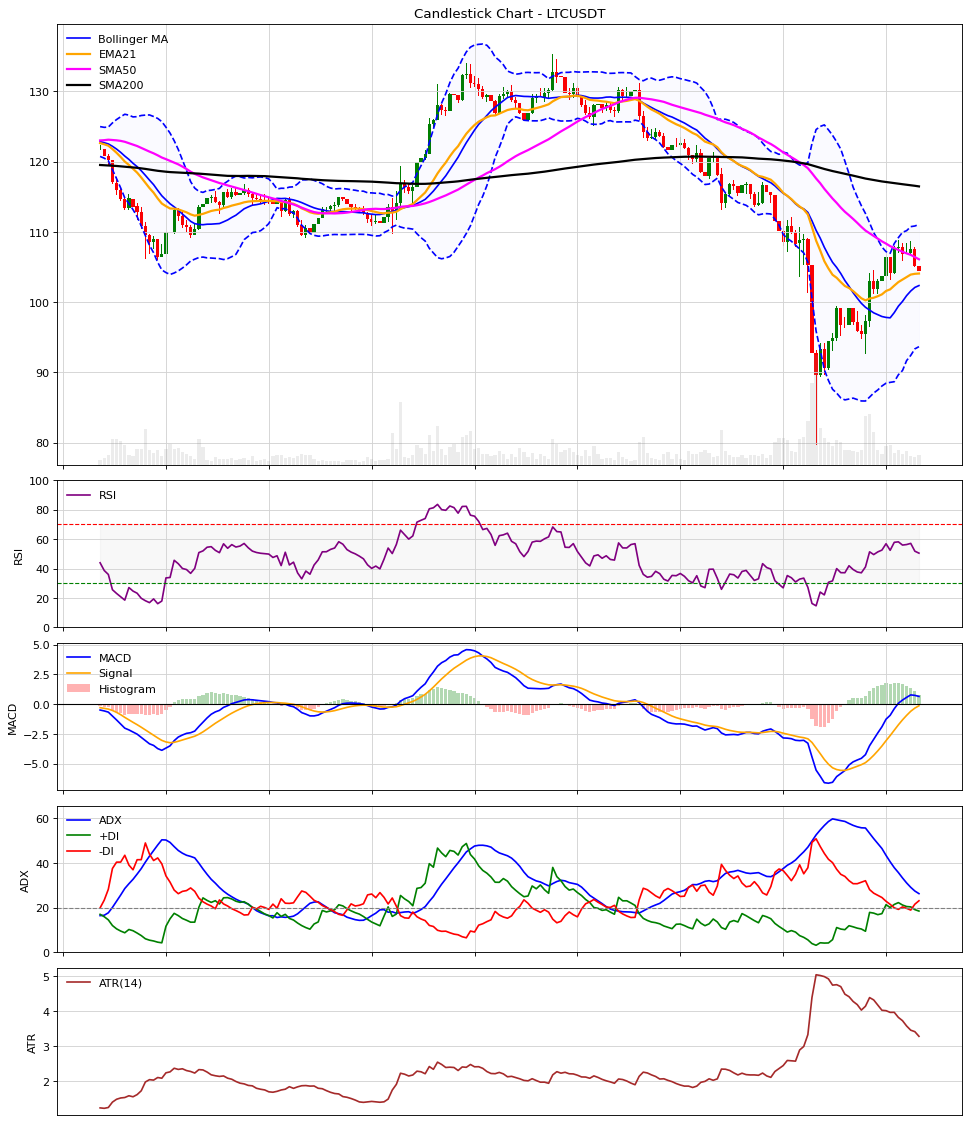 Candlestick Chart - LTCUSDT
Bollinger MA
EMA21
SMA50
SMA200
130
120
110
100
90
80
RSI
100
80
60
40
20
0
RSI
MACD
Signal
Histogram
5.0
2.5
0.0
−2.5
−5.0
MACD
ADX
+DI
-DI
60
40
20
0
ADX
ATR(14)
5
4
3
2
ATR